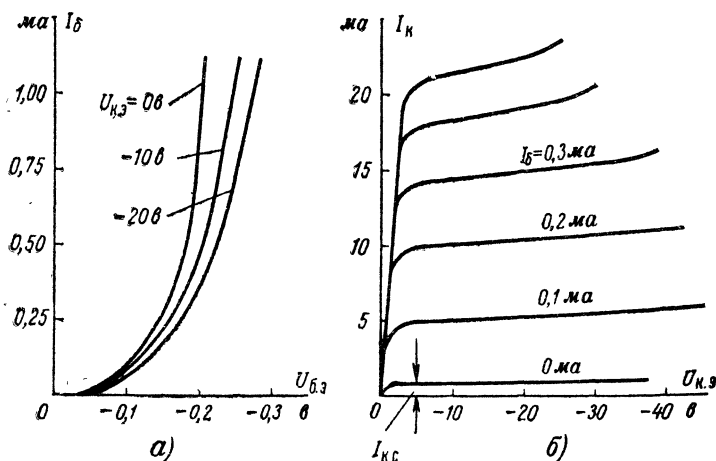 ма I_б
1,00
0,75
0,50
0,25
0
U_к.э = 0в
-10в
-20в
-0,1
-0,2
-0,3
U_б.э
в
а)
ма I_к
20
15
10
5
0
I_б=0,3 ма
0,2 ма
0,1 ма
0 ма
U_к.э
-10
-20
-30
-40
в
I_кс
б)